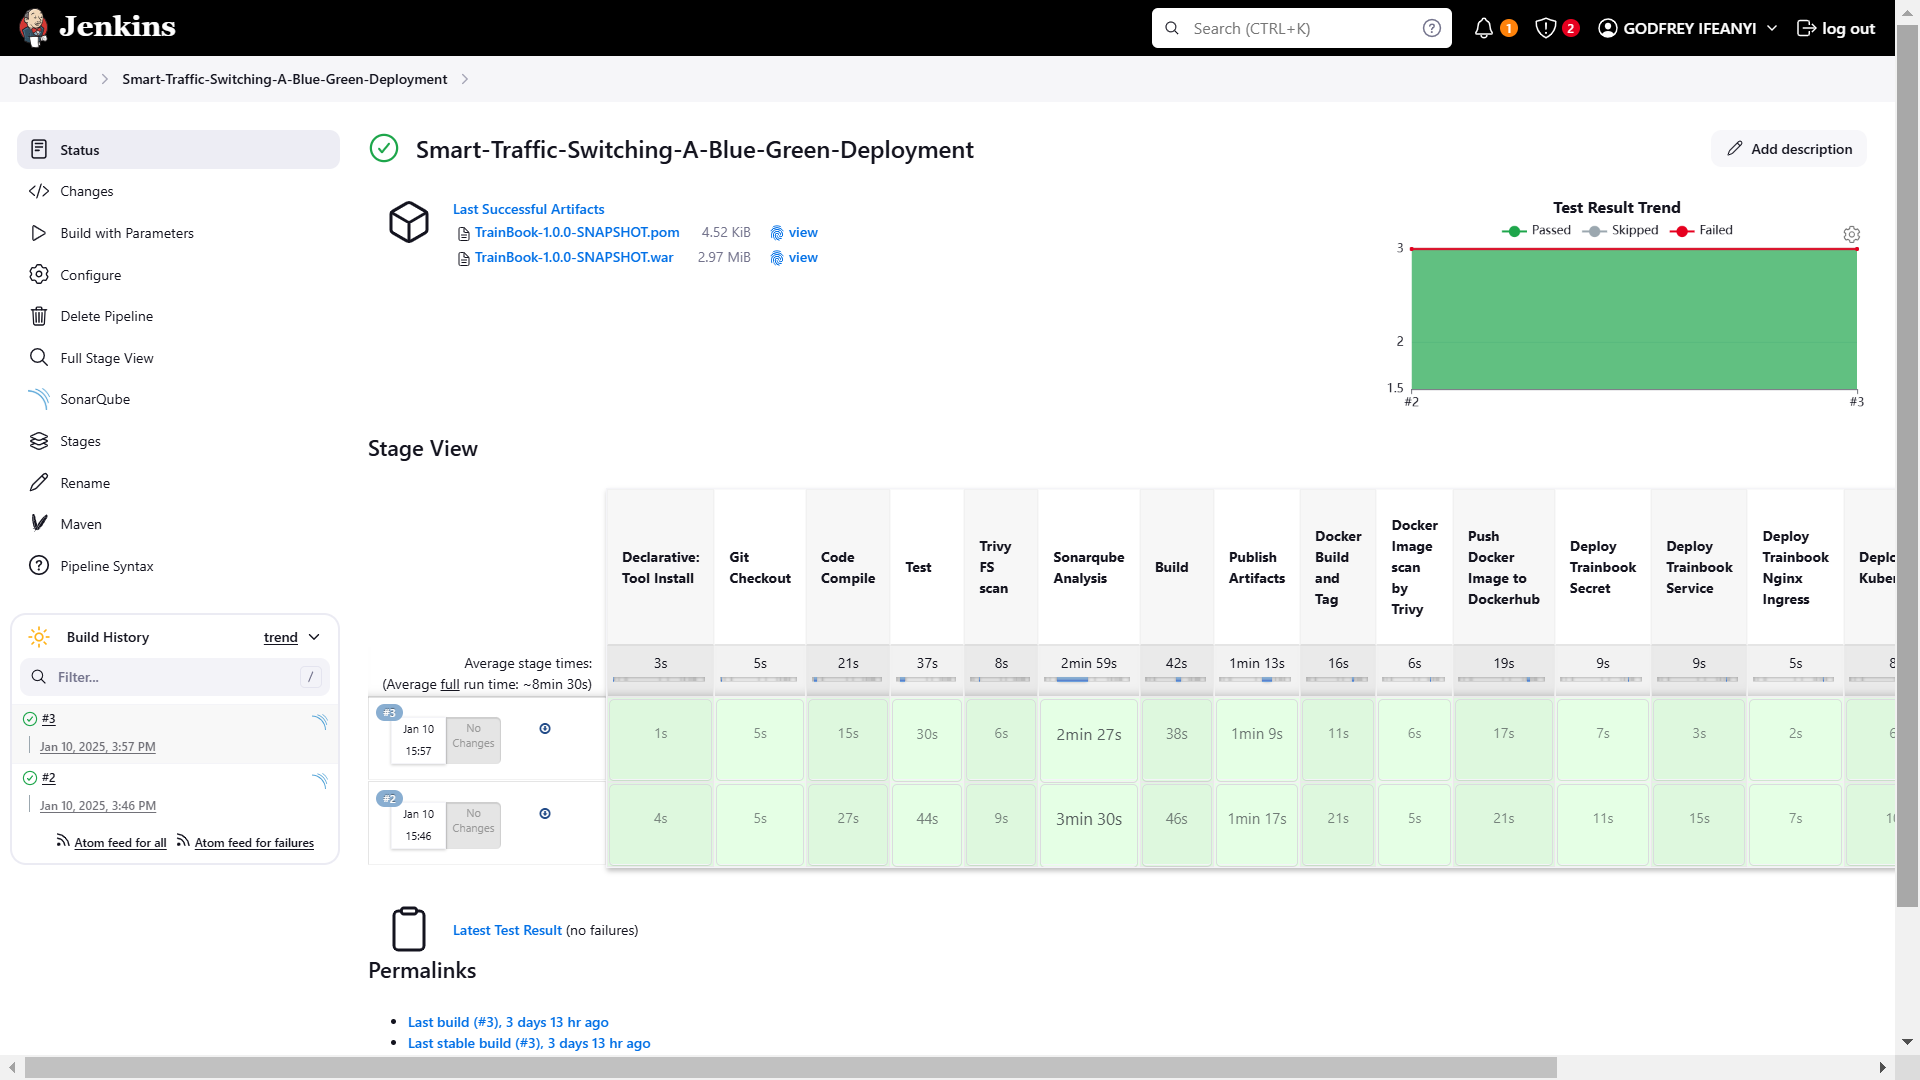 Jenkins
Search (CTRL+K)
1
2
GODFREY IFEANYI
log out
Dashboard
Smart-Traffic-Switching-A-Blue-Green-Deployment
Status
Changes
Build with Parameters
Configure
Delete Pipeline
Full Stage View
SonarQube
Stages
Rename
Maven
Pipeline Syntax
Build History
trend
Filter...
/
#3
Jan 10, 2025, 3:57 PM
#2
Jan 10, 2025, 3:46 PM
Atom feed for all
Atom feed for failures
Smart-Traffic-Switching-A-Blue-Green-Deployment
Add description
Last Successful Artifacts
TrainBook-1.0.0-SNAPSHOT.pom 4.52 KiB view
TrainBook-1.0.0-SNAPSHOT.war 2.97 MiB view
Test Result Trend
Passed Skipped Failed
3
2
1.5
#2 #3
Stage View
Declarative: Tool Install
Git Checkout
Code Compile
Test
Trivy FS scan
Sonarqube Analysis
Build
Publish Artifacts
Docker Build and Tag
Docker Image scan by Trivy
Push Docker Image to Dockerhub
Deploy Trainbook Secret
Deploy Trainbook Service
Deploy Trainbook Nginx Ingress
Average stage times:
(Average full run time: ~8min 30s)
3s 5s 21s 37s 8s 2min 59s 42s 1min 13s 16s 6s 19s 9s 9s 5s
#3
Jan 10
15:57
No Changes
1s 5s 15s 30s 6s 2min 27s 38s 1min 9s 11s 6s 17s 7s 3s 2s
#2
Jan 10
15:46
No Changes
4s 5s 27s 44s 9s 3min 30s 46s 1min 17s 21s 5s 21s 11s 15s 7s
Latest Test Result (no failures)
Permalinks
Last build (#3), 3 days 13 hr ago
Last stable build (#3), 3 days 13 hr ago